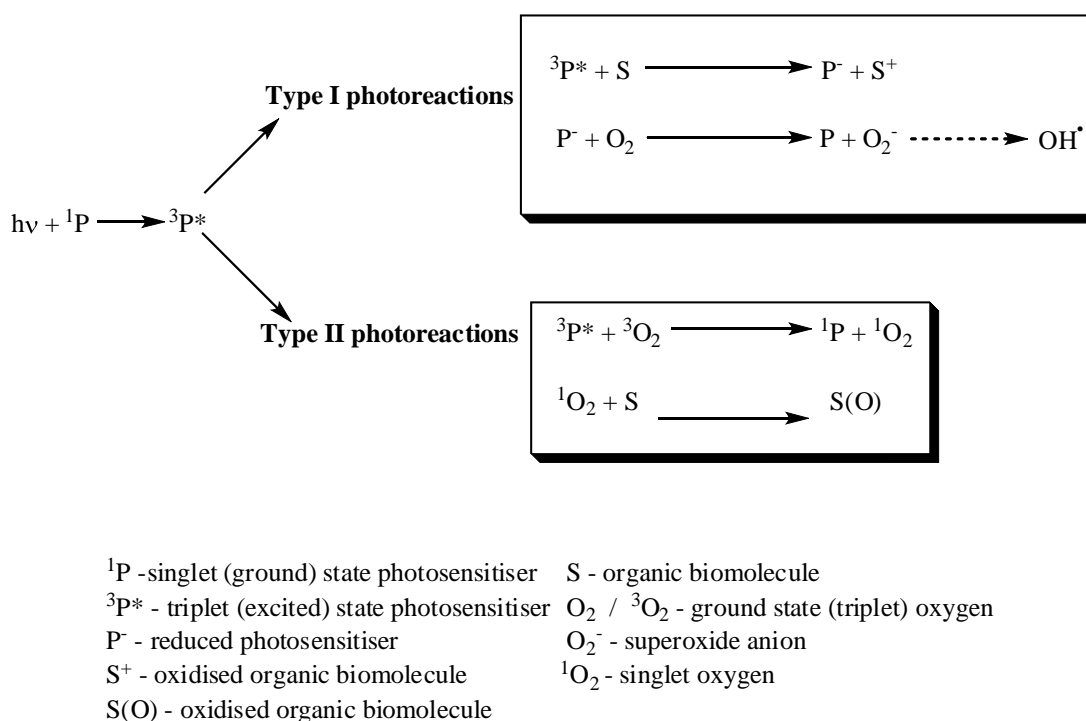 ³P* + S P⁻ + S⁺
Type I photoreactions
P⁻ + O₂ P + O₂⁻ OH•
hν + ¹P ³P*
Type II photoreactions
³P* + ³O₂ ¹P + ¹O₂
¹O₂ + S S(O)
¹P -singlet (ground) state photosensitiser S - organic biomolecule
³P* - triplet (excited) state photosensitiser O₂ / ³O₂ - ground state (triplet) oxygen
P⁻ - reduced photosensitiser O₂⁻ - superoxide anion
S⁺ - oxidised organic biomolecule ¹O₂ - singlet oxygen
S(O) - oxidised organic biomolecule